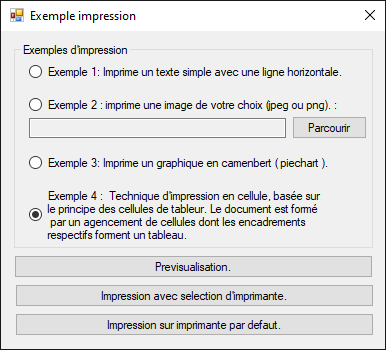 Exemple impression
Exemples d'impression
Exemple 1: Imprime un texte simple avec une ligne horizontale.
Exemple 2 : imprime une image de votre choix (jpeg ou png). :
Parcourir
Exemple 3: Imprime un graphique en camenbert ( piechart ).
Exemple 4 :  Technique d'impression en cellule, basée sur
le principe des cellules de tableur. Le document est formé
par un agencement de cellules dont les encadrements
respectifs forment un tableau.
Previsualisation.
Impression avec selection d'imprimante.
Impression sur imprimante par defaut.